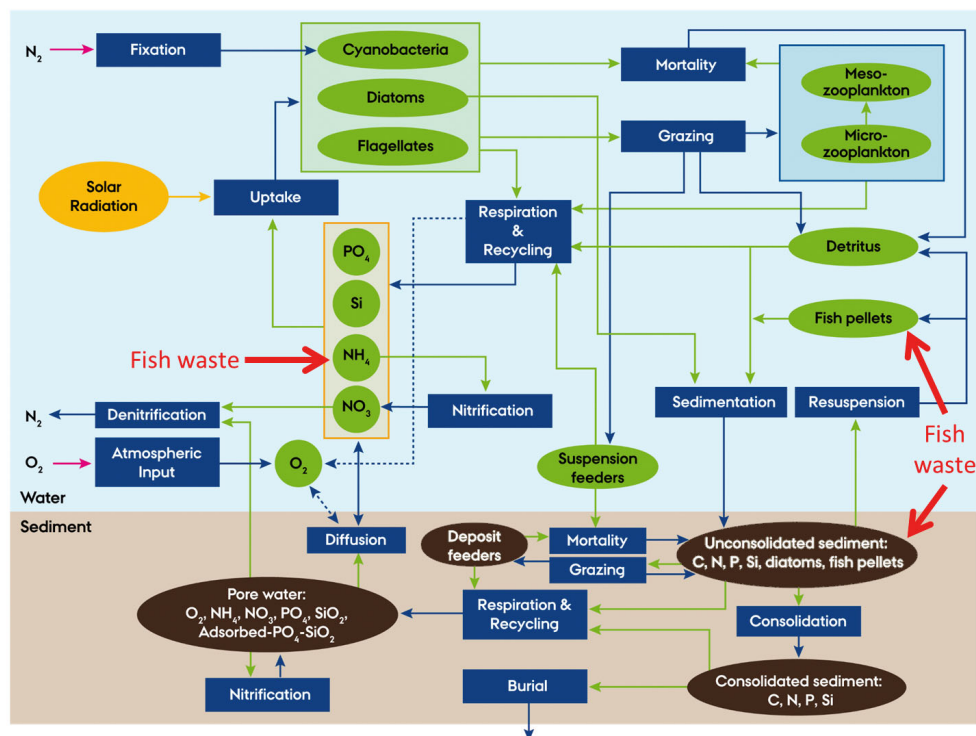 N₂
Fixation
Cyanobacteria
Diatoms
Flagellates
Mortality
Grazing
Meso-
zooplankton
Micro-
zooplankton
Solar
Radiation
Uptake
Respiration
&
Recycling
Detritus
PO₄
Si
NH₄
NO₃
Fish waste
Fish pellets
Nitrification
Sedimentation
Resuspension
N₂
Denitrification
O₂
Atmospheric
Input
O₂
Suspension
feeders
Fish
waste
Water
Sediment
Diffusion
Deposit
feeders
Mortality
Grazing
Unconsolidated sediment:
C, N, P, Si, diatoms, fish pellets
Pore water:
O₂, NH₄, NO₃, PO₄, SiO₂,
Adsorbed-PO₄-SiO₂
Respiration &
Recycling
Consolidation
Nitrification
Burial
Consolidated sediment:
C, N, P, Si